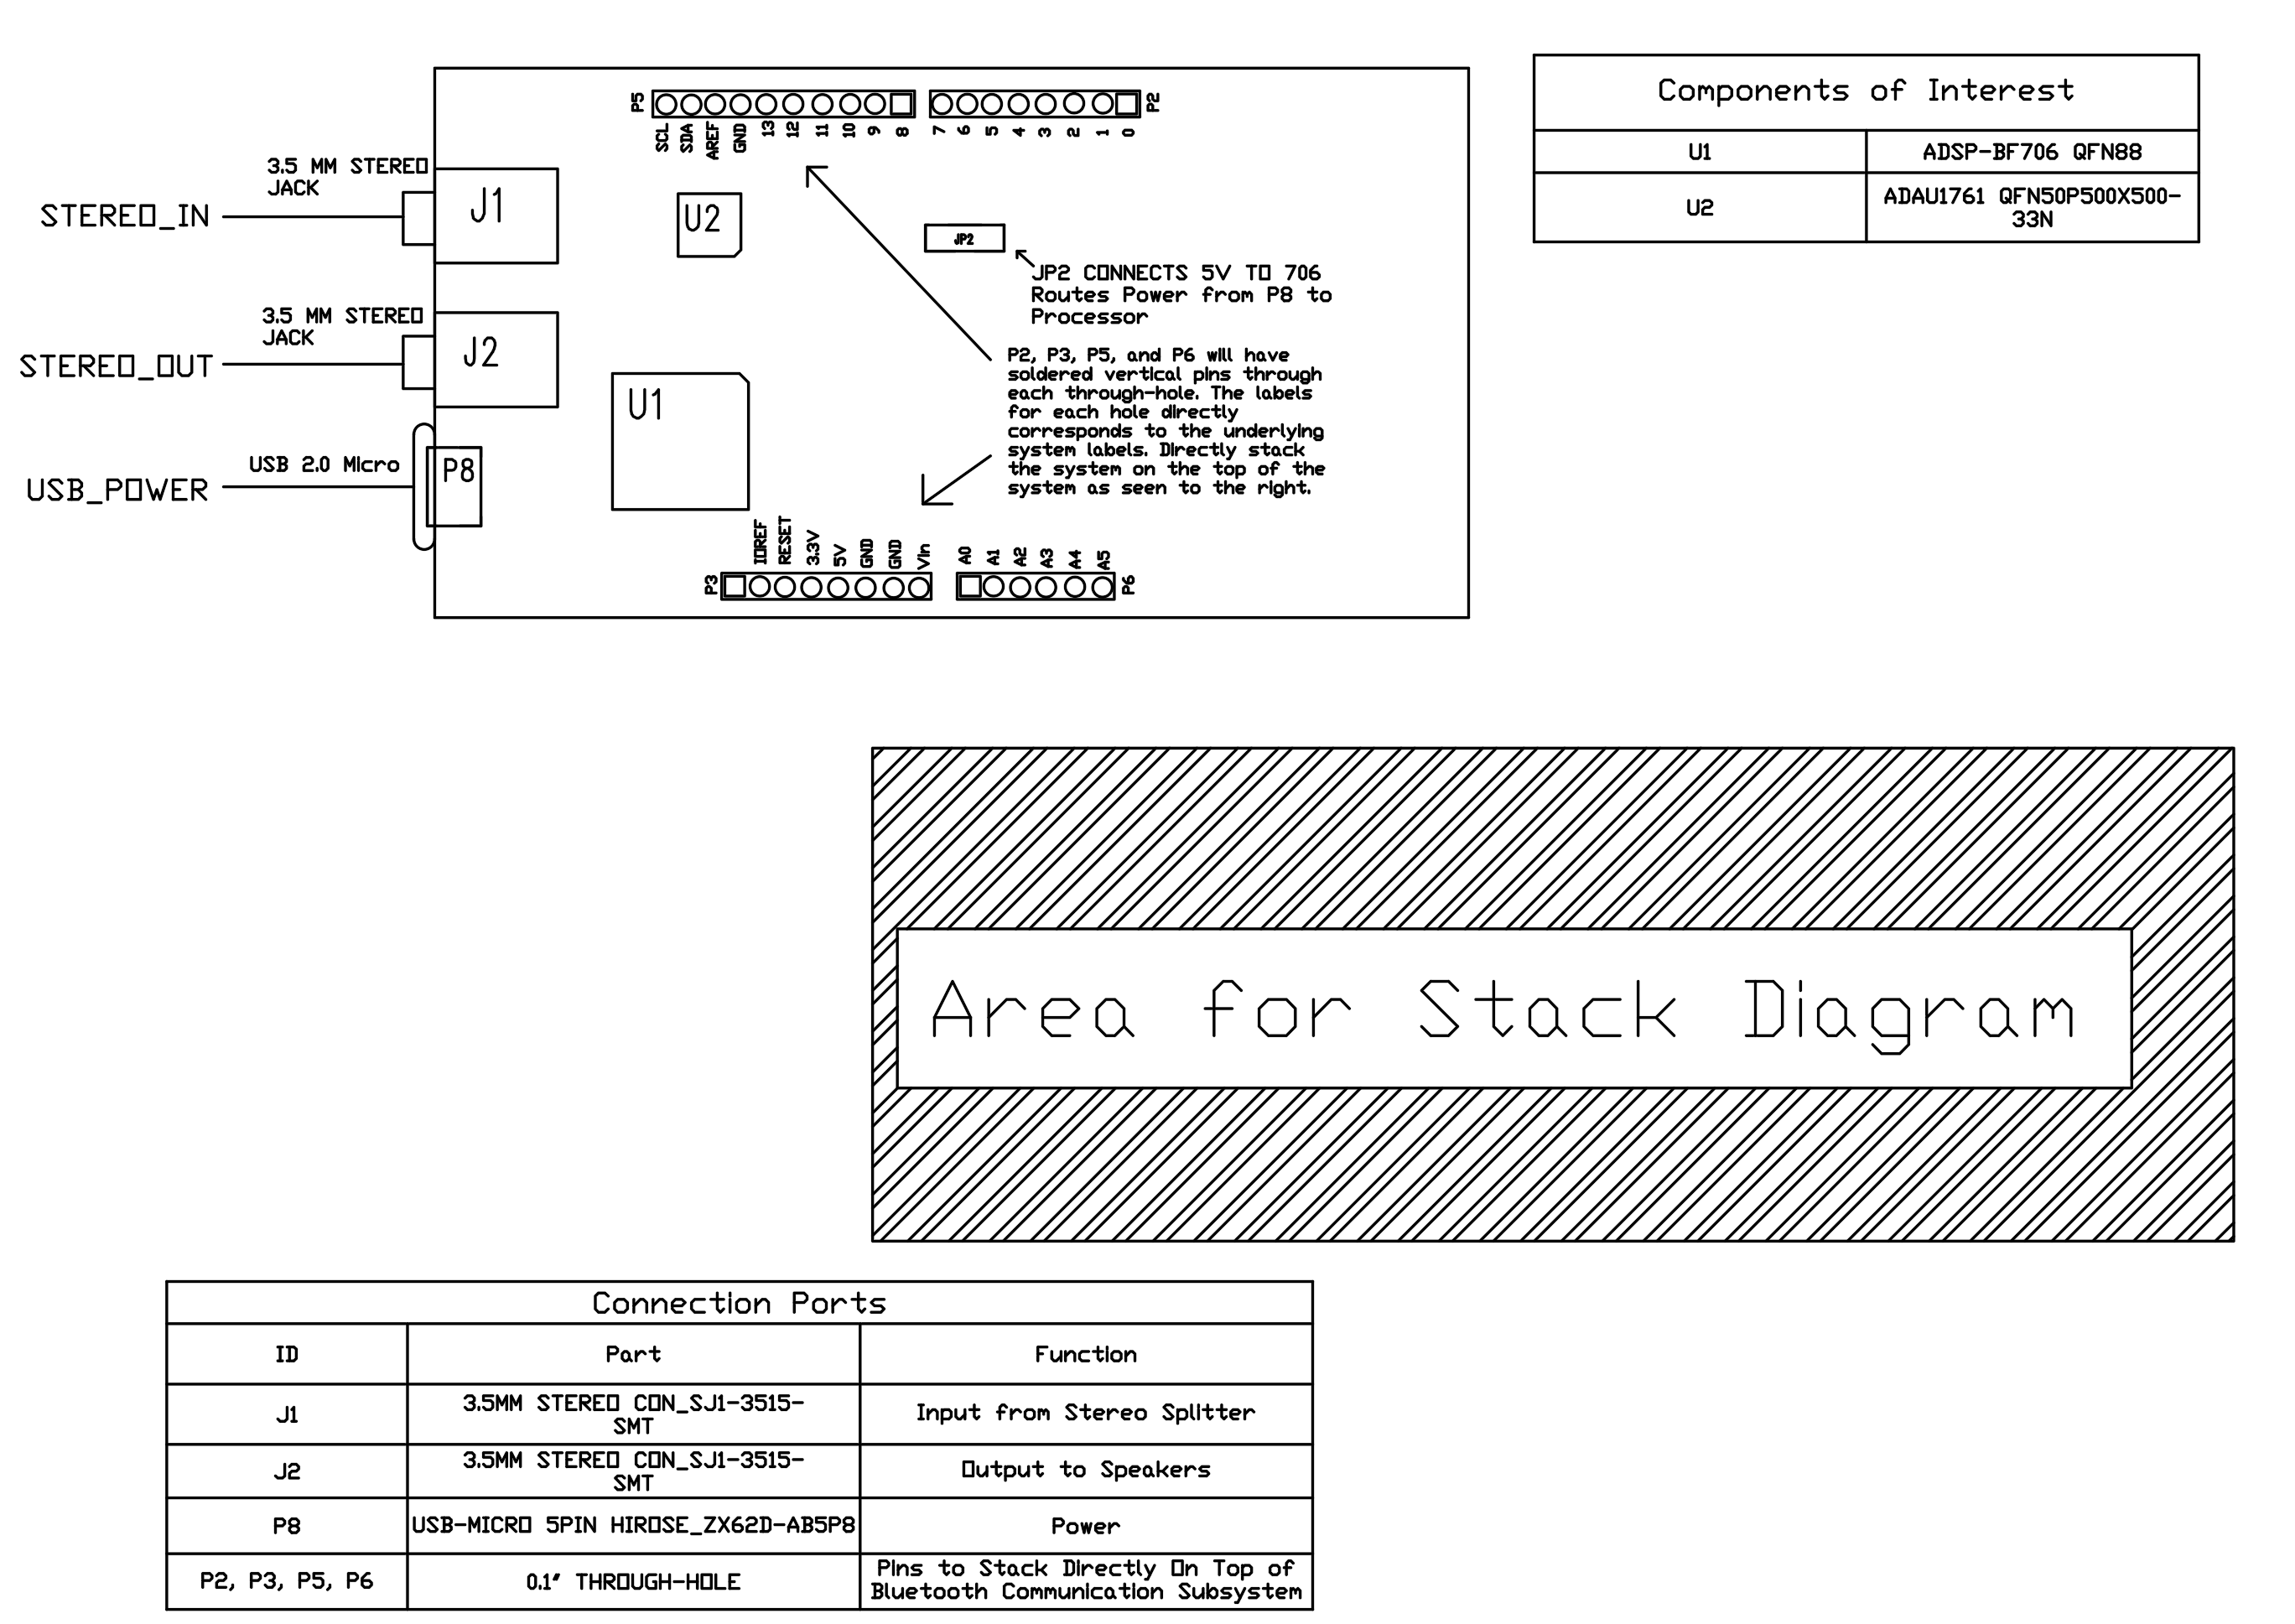 P5
SCL
SDA
AREF
GND
13
12
11
10
9
8
7
6
5
4
3
2
1
0
P2
3.5 MM STEREO
JACK
STEREO_IN
J1
U2
JP2
JP2 CONNECTS 5V TO 706
Routes Power from P8 to
Processor
3.5 MM STEREO
JACK
STEREO_OUT
J2
U1
P2, P3, P5, and P6 will have
soldered vertical pins through
each through-hole. The labels
for each hole directly
corresponds to the underlying
system labels. Directly stack
the system on the top of the
system as seen to the right.
USB 2.0 Micro
USB_POWER
P8
IOREF
RESET
3.3V
5V
GND
GND
Vin
A0
A1
A2
A3
A4
A5
P3
P6
Components of Interest
U1 ADSP-BF706 QFN88
U2 ADAU1761 QFN50P500X500-
33N
Area for Stack Diagram
Connection Ports
ID Part Function
J1 3.5MM STEREO CON_SJ1-3515-
SMT Input from Stereo Splitter
J2 3.5MM STEREO CON_SJ1-3515-
SMT Output to Speakers
P8 USB-MICRO 5PIN HIROSE_ZX62D-AB5P8 Power
P2, P3, P5, P6 0.1" THROUGH-HOLE Pins to Stack Directly On Top of
Bluetooth Communication Subsystem